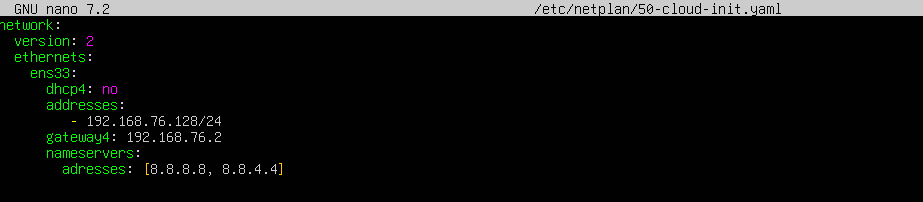 GNU nano 7.2 /etc/netplan/50-cloud-init.yaml
network:
  version: 2
  ethernets:
    ens33:
      dhcp4: no
      addresses:
         - 192.168.76.128/24
      gateway4: 192.168.76.2
      nameservers:
        adresses: [8.8.8.8, 8.8.4.4]